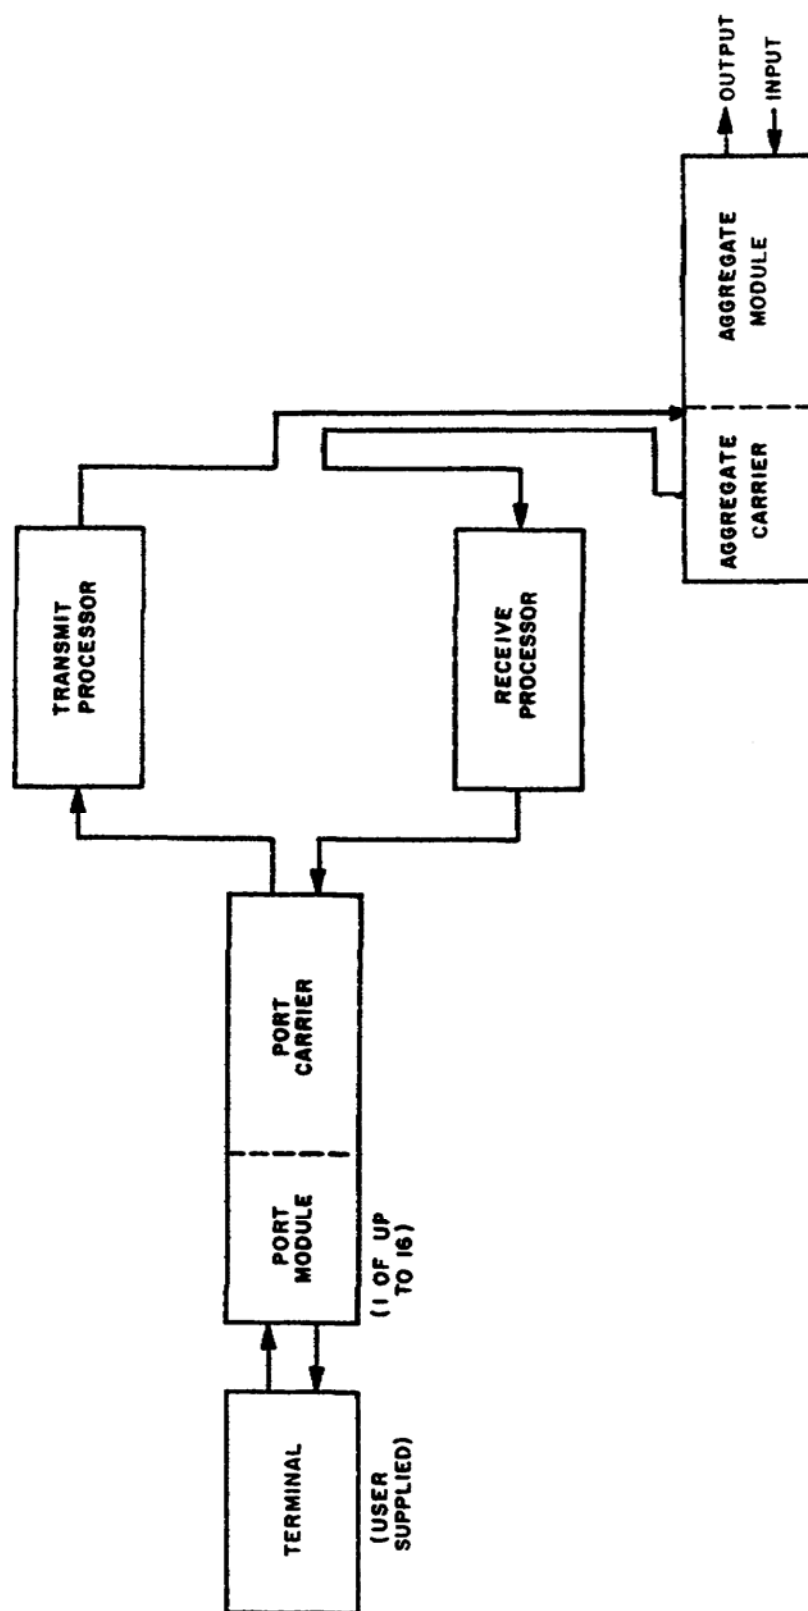 TERMINAL
(USER
SUPPLIED)
PORT
MODULE
(1 OF UP
TO 16)
PORT
CARRIER
TRANSMIT
PROCESSOR
RECEIVE
PROCESSOR
AGGREGATE
CARRIER
AGGREGATE
MODULE
OUTPUT
INPUT